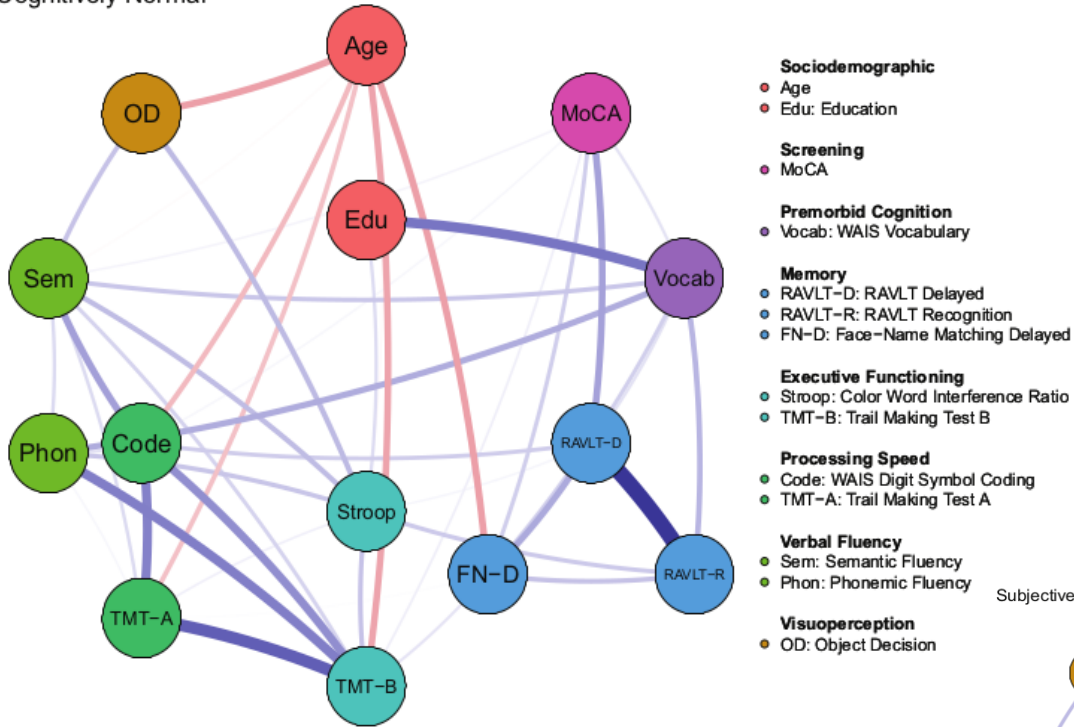 Cognitively Normal
Age
OD
MoCA
Edu
Sem
Vocab
Phon
Code
RAVLT-D
Stroop
FN-D
RAVLT-R
TMT-A
TMT-B
Sociodemographic
Age
Edu: Education
Screening
MoCA
Premorbid Cognition
Vocab: WAIS Vocabulary
Memory
RAVLT-D: RAVLT Delayed
RAVLT-R: RAVLT Recognition
FN-D: Face-Name Matching Delayed
Executive Functioning
Stroop: Color Word Interference Ratio
TMT-B: Trail Making Test B
Processing Speed
Code: WAIS Digit Symbol Coding
TMT-A: Trail Making Test A
Verbal Fluency
Sem: Semantic Fluency
Phon: Phonemic Fluency
Visuoperception
OD: Object Decision
Subjective